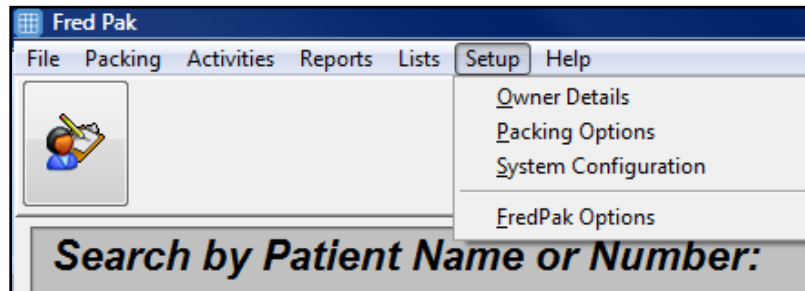 Fred Pak
File Packing Activities Reports Lists Setup Help
Owner Details
Packing Options
System Configuration
FredPak Options
Search by Patient Name or Number: